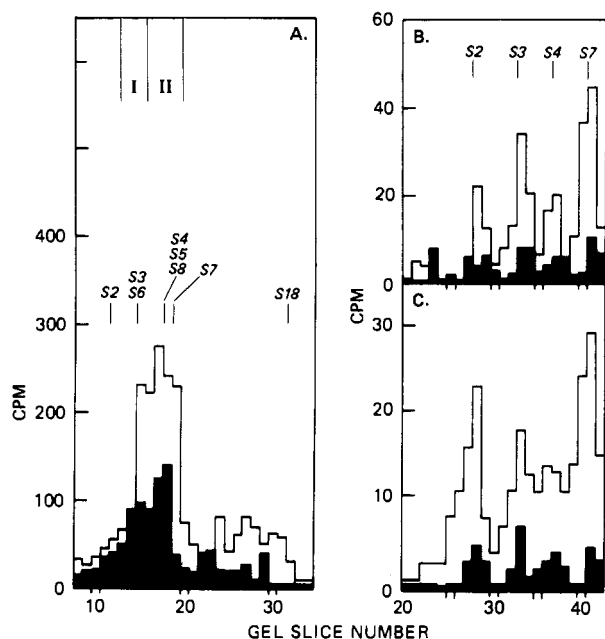 A.
I II
400
300
200
100
0
CPM
S2
S3
S6
S4
S5
S8
S7
S18
10 20 30
B.
60
40
20
0
S2 S3 S4 S7
CPM
C.
30
20
10
0
20 30 40
GEL SLICE NUMBER